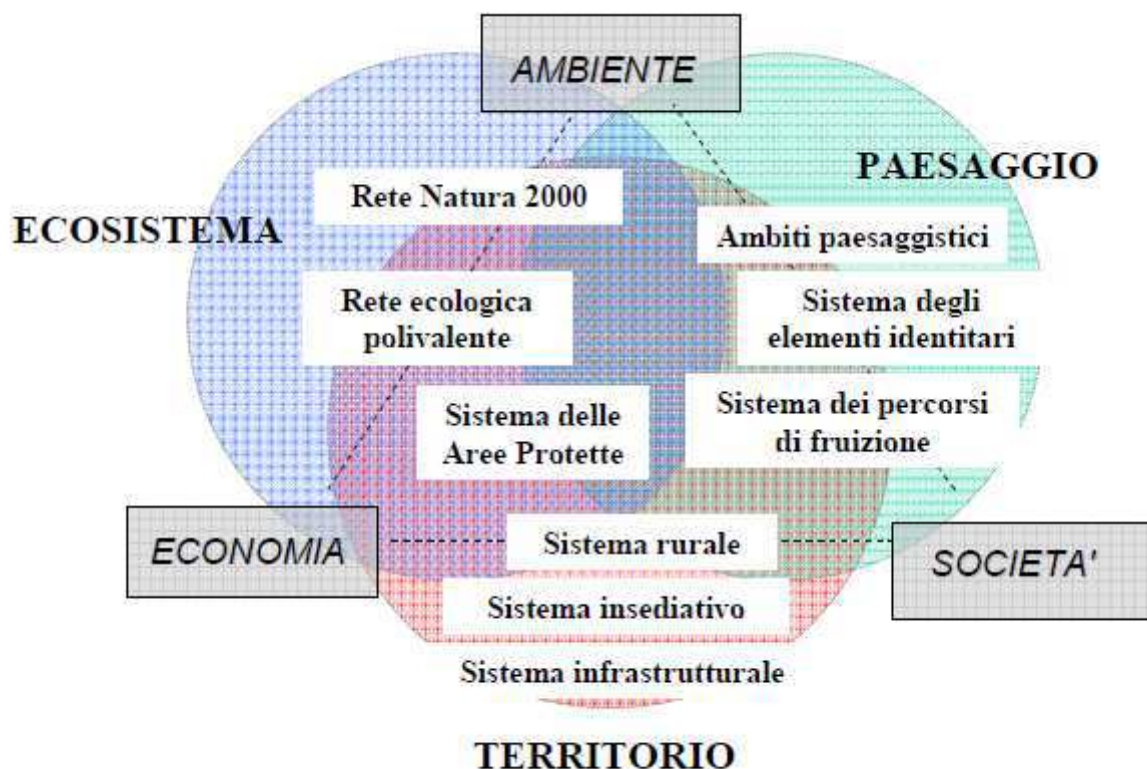 AMBIENTE
PAESAGGIO
Rete Natura 2000
ECOSISTEMA
Ambiti paesaggistici
Rete ecologica
polivalente
Sistema degli
elementi identitari
Sistema delle
Aree Protette
Sistema dei percorsi
di fruizione
ECONOMIA
Sistema rurale
SOCIETA'
Sistema insediativo
Sistema infrastrutturale
TERRITORIO